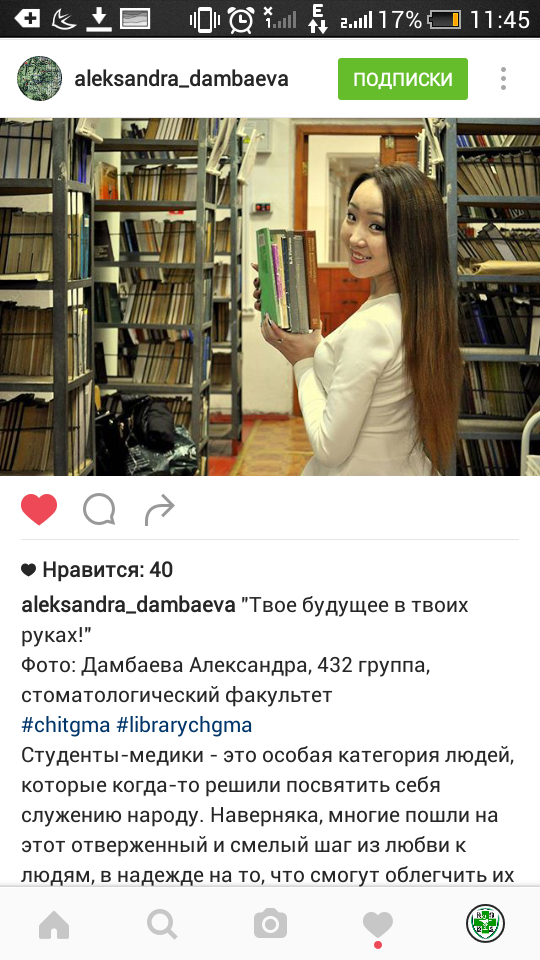 17% 11:45
aleksandra_dambaeva ПОДПИСКИ
Нравится: 40
aleksandra_dambaeva "Твое будущее в твоих
руках!"
Фото: Дамбаева Александра, 432 группа,
стоматологический факультет
#chitgma #librarychgma
Студенты-медики - это особая категория людей,
которые когда-то решили посвятить себя
служению народу. Наверняка, многие пошли на
этот отверженный и смелый шаг из любви к
людям, в надежде на то, что смогут облегчить их